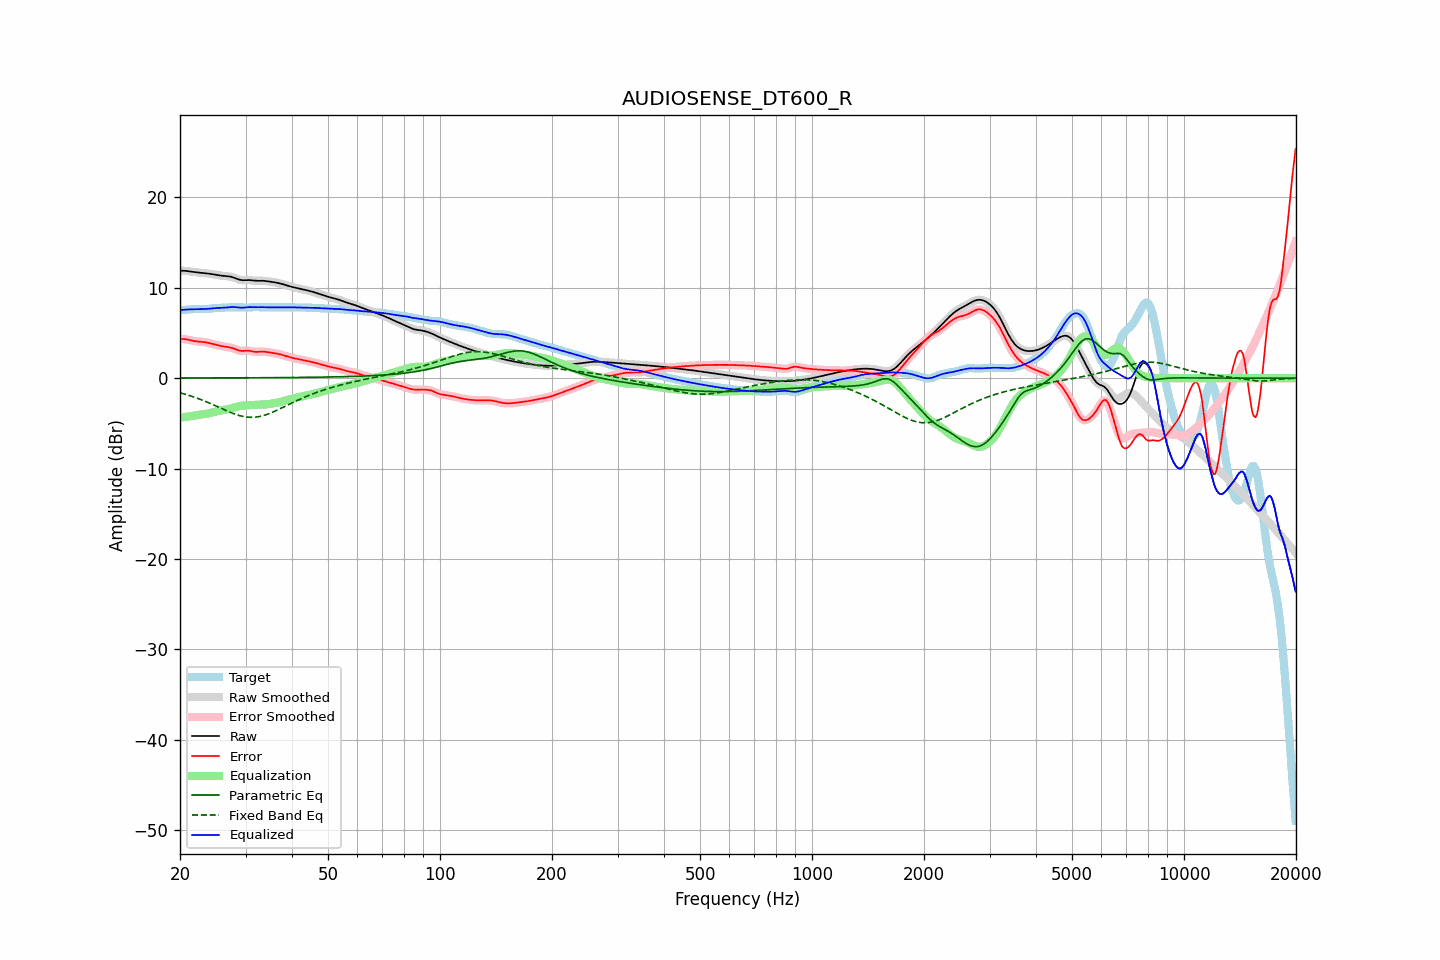 AUDIOSENSE_DT600_R
Amplitude (dBr)
20
10
0
−10
−20
−30
−40
−50
Target
Raw Smoothed
Error Smoothed
Raw
Error
Equalization
Parametric Eq
Fixed Band Eq
Equalized
20 50 100 200 500 1000 2000 5000 10000 20000
Frequency (Hz)